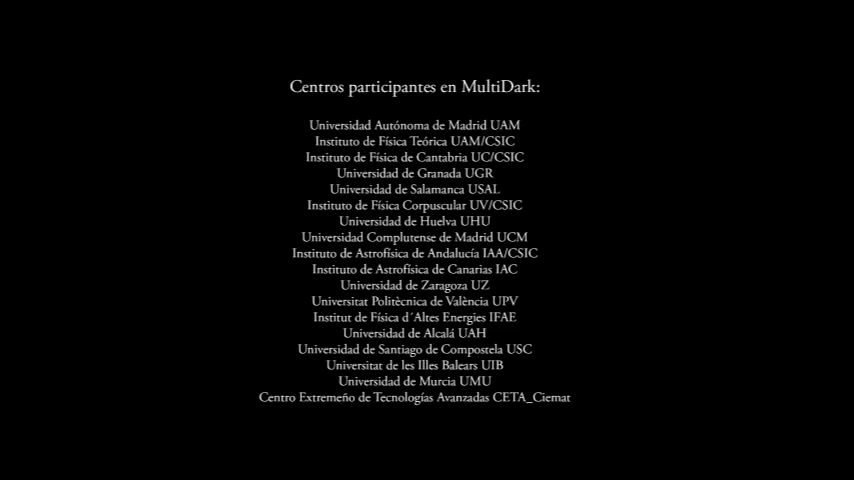 Centros participantes en MultiDark:
Universidad Autónoma de Madrid UAM
Instituto de Física Teórica UAM/CSIC
Instituto de Física de Cantabria UC/CSIC
Universidad de Granada UGR
Universidad de Salamanca USAL
Instituto de Física Corpuscular UV/CSIC
Universidad de Huelva UHU
Universidad Complutense de Madrid UCM
Instituto de Astrofísica de Andalucía IAA/CSIC
Instituto de Astrofísica de Canarias IAC
Universidad de Zaragoza UZ
Universitat Politècnica de València UPV
Institut de Física d´Altes Energies IFAE
Universidad de Alcalá UAH
Universidad de Santiago de Compostela USC
Universitat de les Illes Balears UIB
Universidad de Murcia UMU
Centro Extremeño de Tecnologías Avanzadas CETA_Ciemat